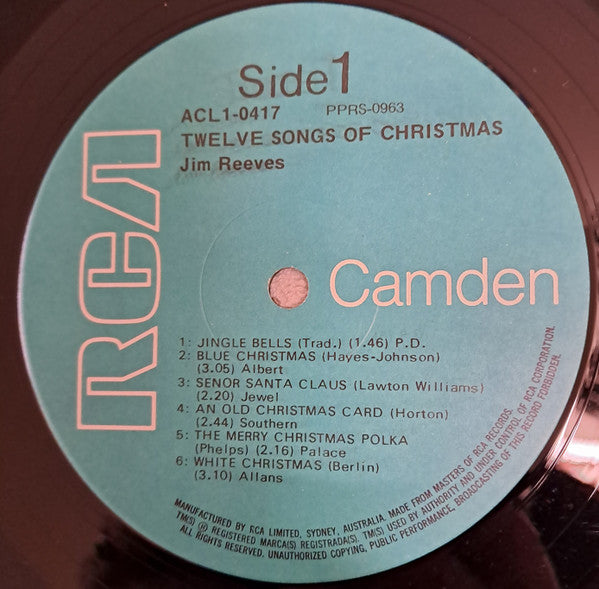 Side 1
ACL1-0417 PPRS-0963
TWELVE SONGS OF CHRISTMAS
Jim Reeves
RCA
Camden
1: JINGLE BELLS (Trad.) (1.46) P.D.
2: BLUE CHRISTMAS (Hayes-Johnson)
(3.05) Albert
3: SENOR SANTA CLAUS (Lawton Williams)
(2.20) Jewel
4: AN OLD CHRISTMAS CARD (Horton)
(2.44) Southern
5: THE MERRY CHRISTMAS POLKA
(Phelps) (2.16) Palace
6: WHITE CHRISTMAS (Berlin)
(3.10) Allans
MANUFACTURED BY RCA LIMITED, SYDNEY, AUSTRALIA. MADE FROM MASTERS OF RCA RECORDS.
TM(S) ® REGISTERED MARCA(S) REGISTRADA(S). TM(S) USED BY AUTHORITY AND UNDER CONTROL OF RCA CORPORATION.
ALL RIGHTS RESERVED. UNAUTHORIZED COPYING, PUBLIC PERFORMANCE, BROADCASTING OF THIS RECORD FORBIDDEN.